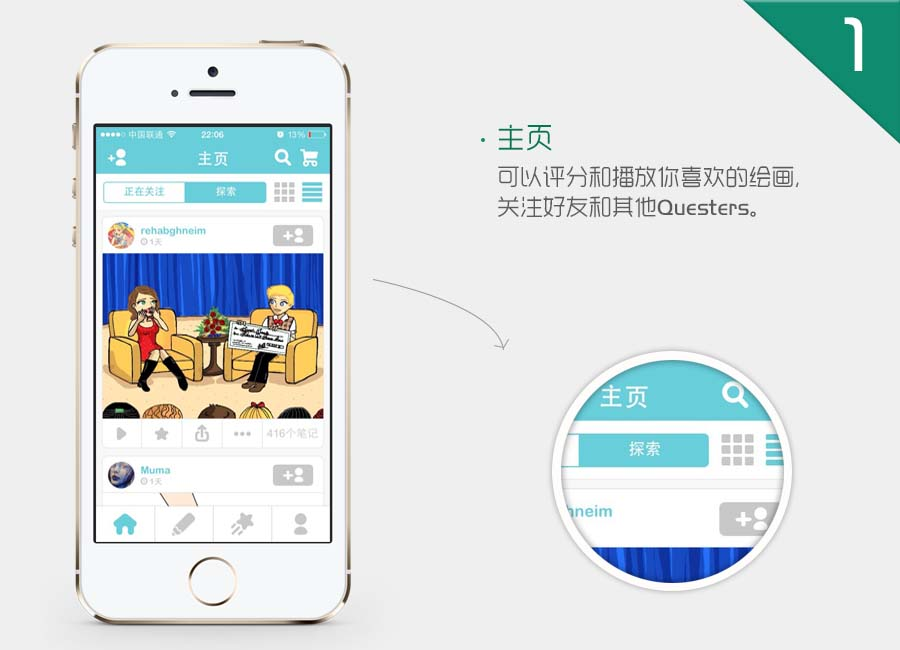 1
· 主页
可以评分和播放你喜欢的绘画,
关注好友和其他Questers。
中国联通 22:06 13%
主页
正在关注 探索
rehabghneim
1天
416个笔记
Muma
1天
主页
探索
hneim